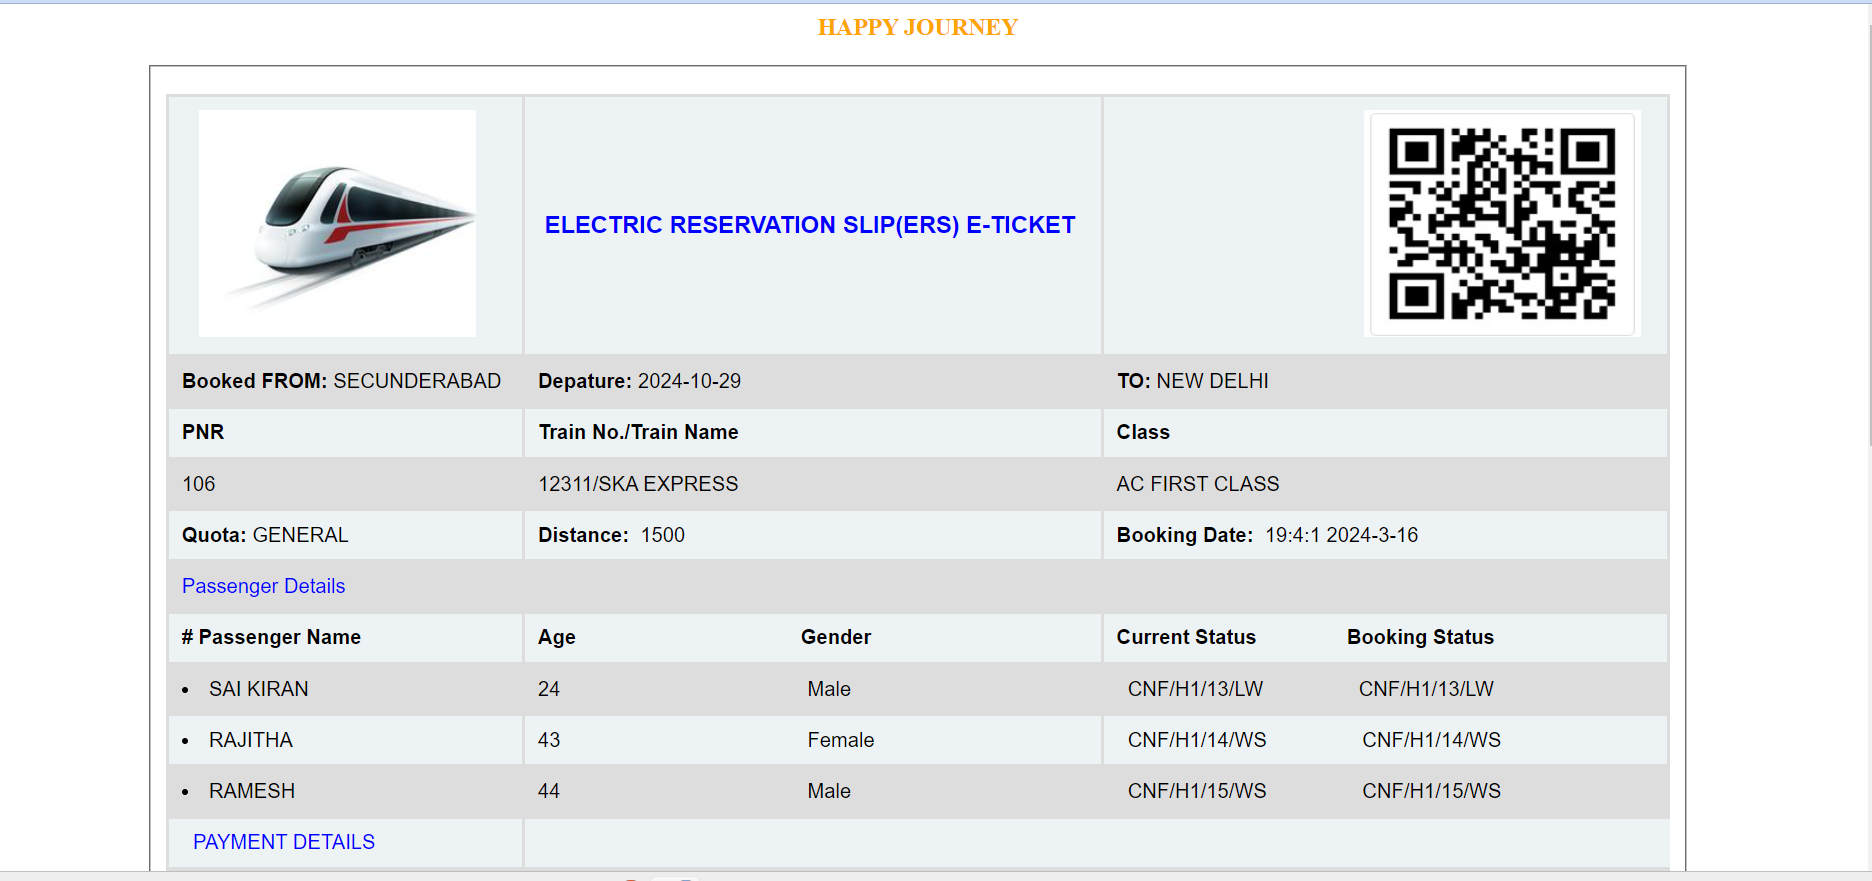 HAPPY JOURNEY
ELECTRIC RESERVATION SLIP(ERS) E-TICKET
Booked FROM: SECUNDERABAD Depature: 2024-10-29 TO: NEW DELHI
PNR Train No./Train Name Class
106 12311/SKA EXPRESS AC FIRST CLASS
Quota: GENERAL Distance: 1500 Booking Date: 19:4:1 2024-3-16
Passenger Details
# Passenger Name Age Gender Current Status Booking Status
• SAI KIRAN 24 Male CNF/H1/13/LW CNF/H1/13/LW
• RAJITHA 43 Female CNF/H1/14/WS CNF/H1/14/WS
• RAMESH 44 Male CNF/H1/15/WS CNF/H1/15/WS
PAYMENT DETAILS